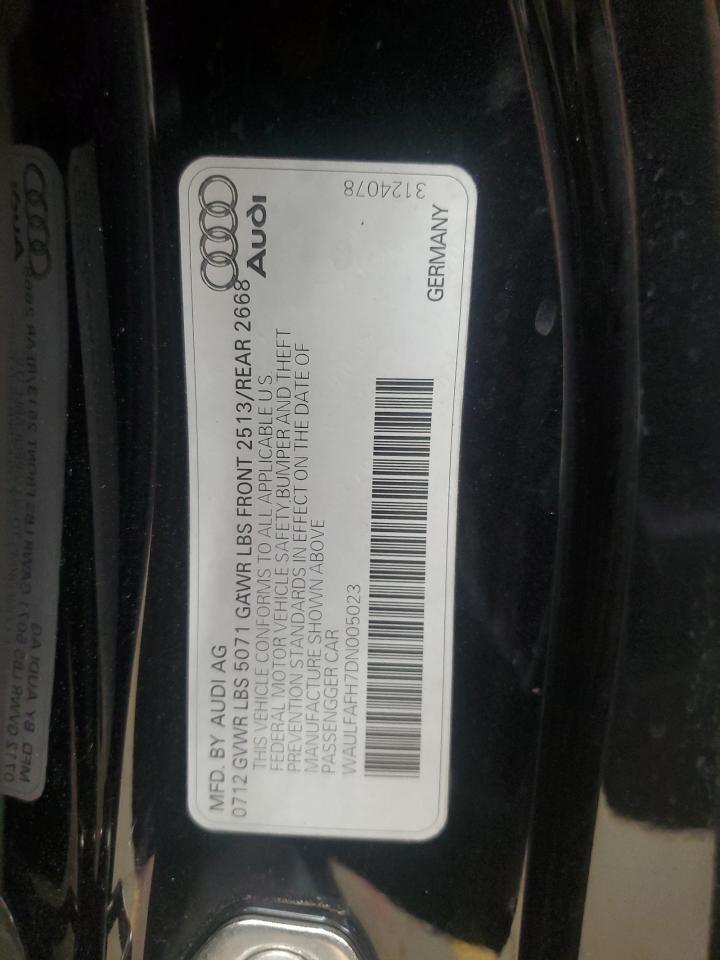 MFD. BY AUDI AG
0712 GVWR LBS 5071 GAWR LBS FRONT 2513/REAR 2668
THIS VEHICLE CONFORMS TO ALL APPLICABLE U.S.
FEDERAL MOTOR VEHICLE SAFETY BUMPER AND THEFT
PREVENTION STANDARDS IN EFFECT ON THE DATE OF
MANUFACTURE SHOWN ABOVE
PASSENGGER CAR
WAULFAFH7DN005023
Audi
GERMANY
3124078